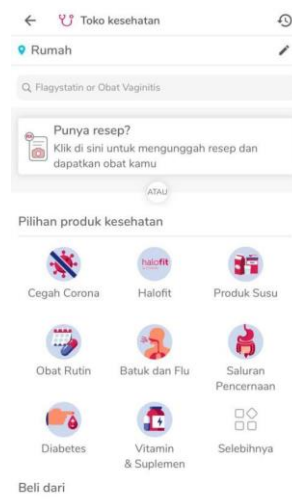 Toko kesehatan
Rumah
Flagystatin or Obat Vaginitis
Punya resep?
Klik di sini untuk mengunggah resep dan
dapatkan obat kamu
ATAU
Pilihan produk kesehatan
halofit
Cegah Corona
Halofit
Produk Susu
Obat Rutin
Batuk dan Flu
Saluran
Pencernaan
Diabetes
Vitamin
& Suplemen
Selebihnya
Beli dari